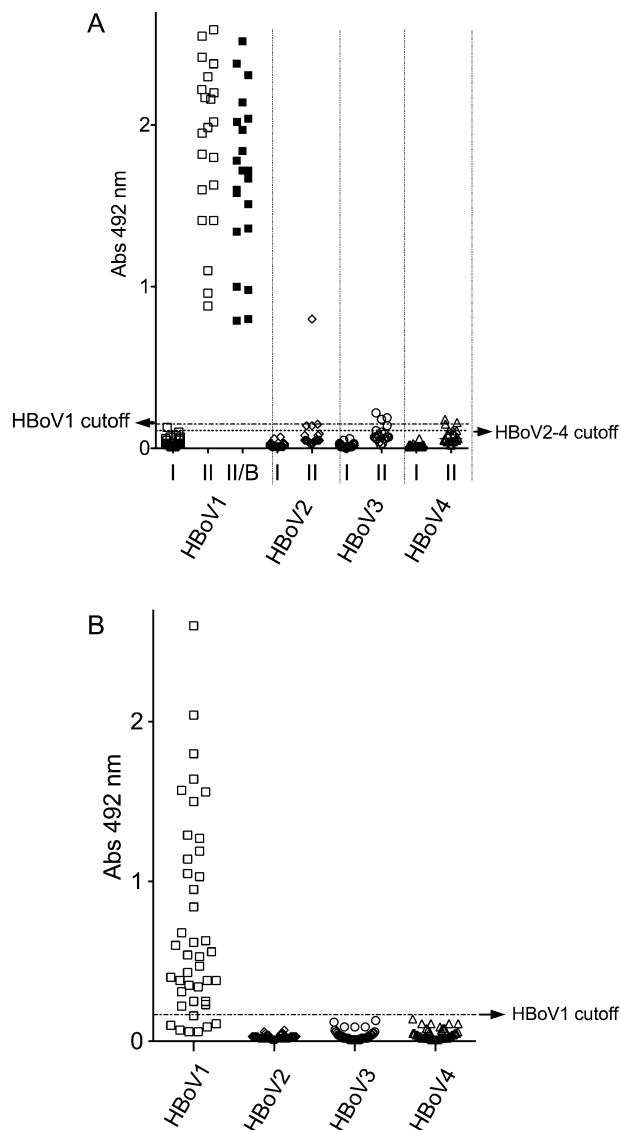 A
Abs 492 nm
2
1
0
HBoV1 cutoff
HBoV2-4 cutoff
I II II/B I II I II I II
HBoV1 HBoV2 HBoV3 HBoV4
B
Abs 492 nm
2
1
0
HBoV1 cutoff
HBoV1 HBoV2 HBoV3 HBoV4